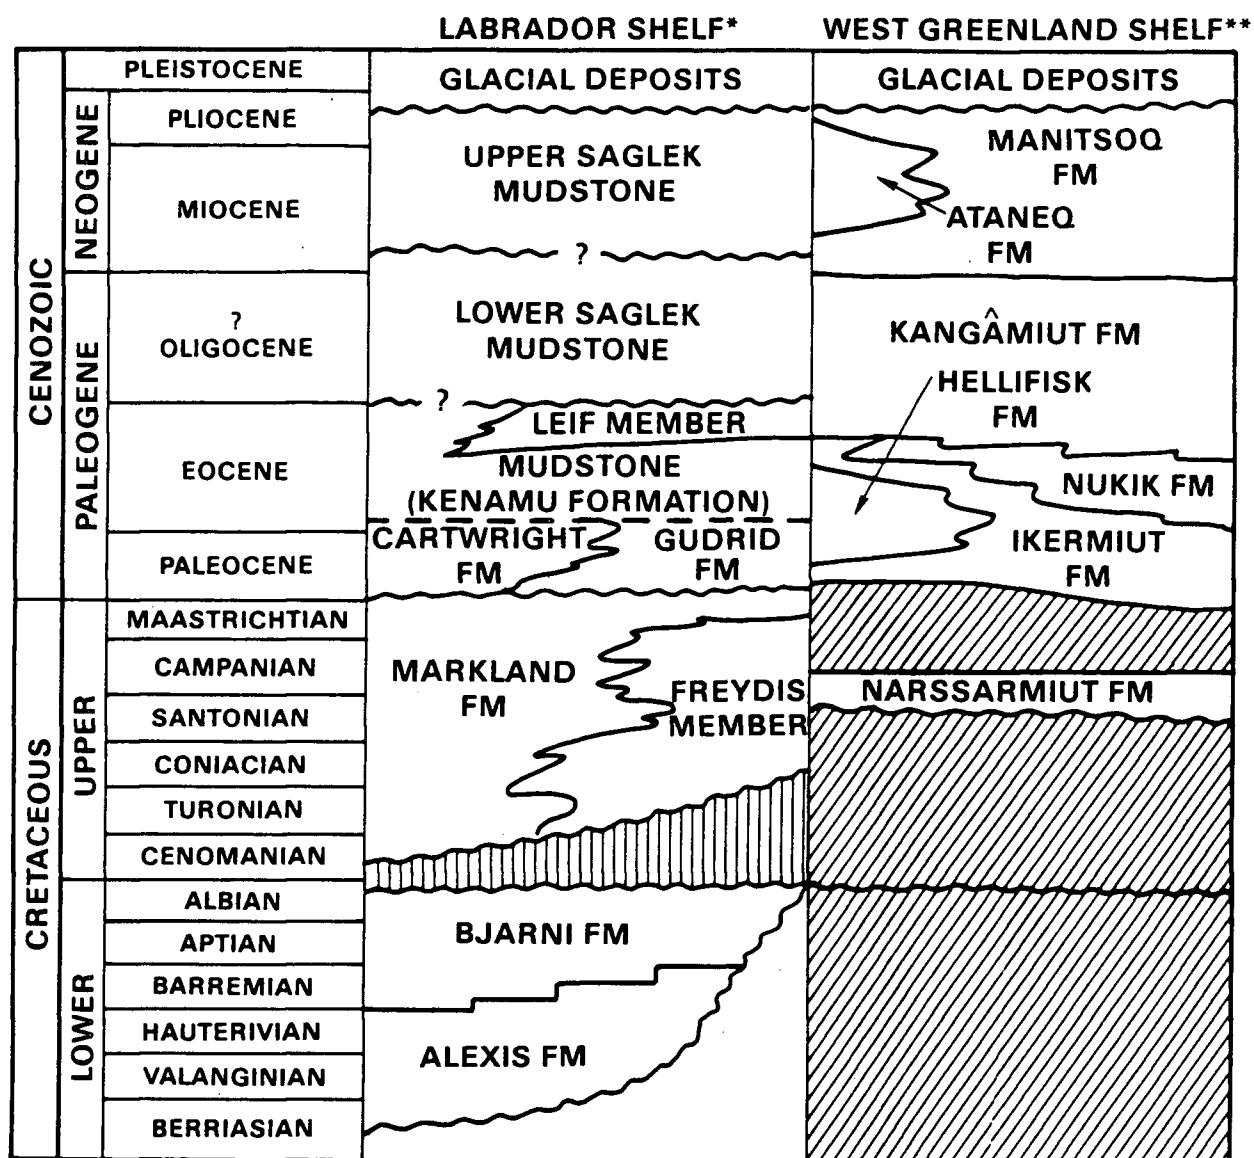 LABRADOR SHELF*
WEST GREENLAND SHELF**
CENOZOIC
NEOGENE
PALEOGENE
PLEISTOCENE
PLIOCENE
MIOCENE
?
OLIGOCENE
EOCENE
PALEOCENE
CRETACEOUS
UPPER
LOWER
MAASTRICHTIAN
CAMPANIAN
SANTONIAN
CONIACIAN
TURONIAN
CENOMANIAN
ALBIAN
APTIAN
BARREMIAN
HAUTERIVIAN
VALANGINIAN
BERRIASIAN
GLACIAL DEPOSITS
UPPER SAGLEK
MUDSTONE
?
LOWER SAGLEK
MUDSTONE
?
LEIF MEMBER
MUDSTONE
(KENAMU FORMATION)
CARTWRIGHT
FM
GUDRID
FM
MARKLAND
FM
FREYDIS
MEMBER
BJARNI FM
ALEXIS FM
GLACIAL DEPOSITS
MANITSOQ
FM
ATANEQ
FM
KANGÂMIUT FM
HELLIFISK
FM
NUKIK FM
IKERMIUT
FM
NARSSARMIUT FM